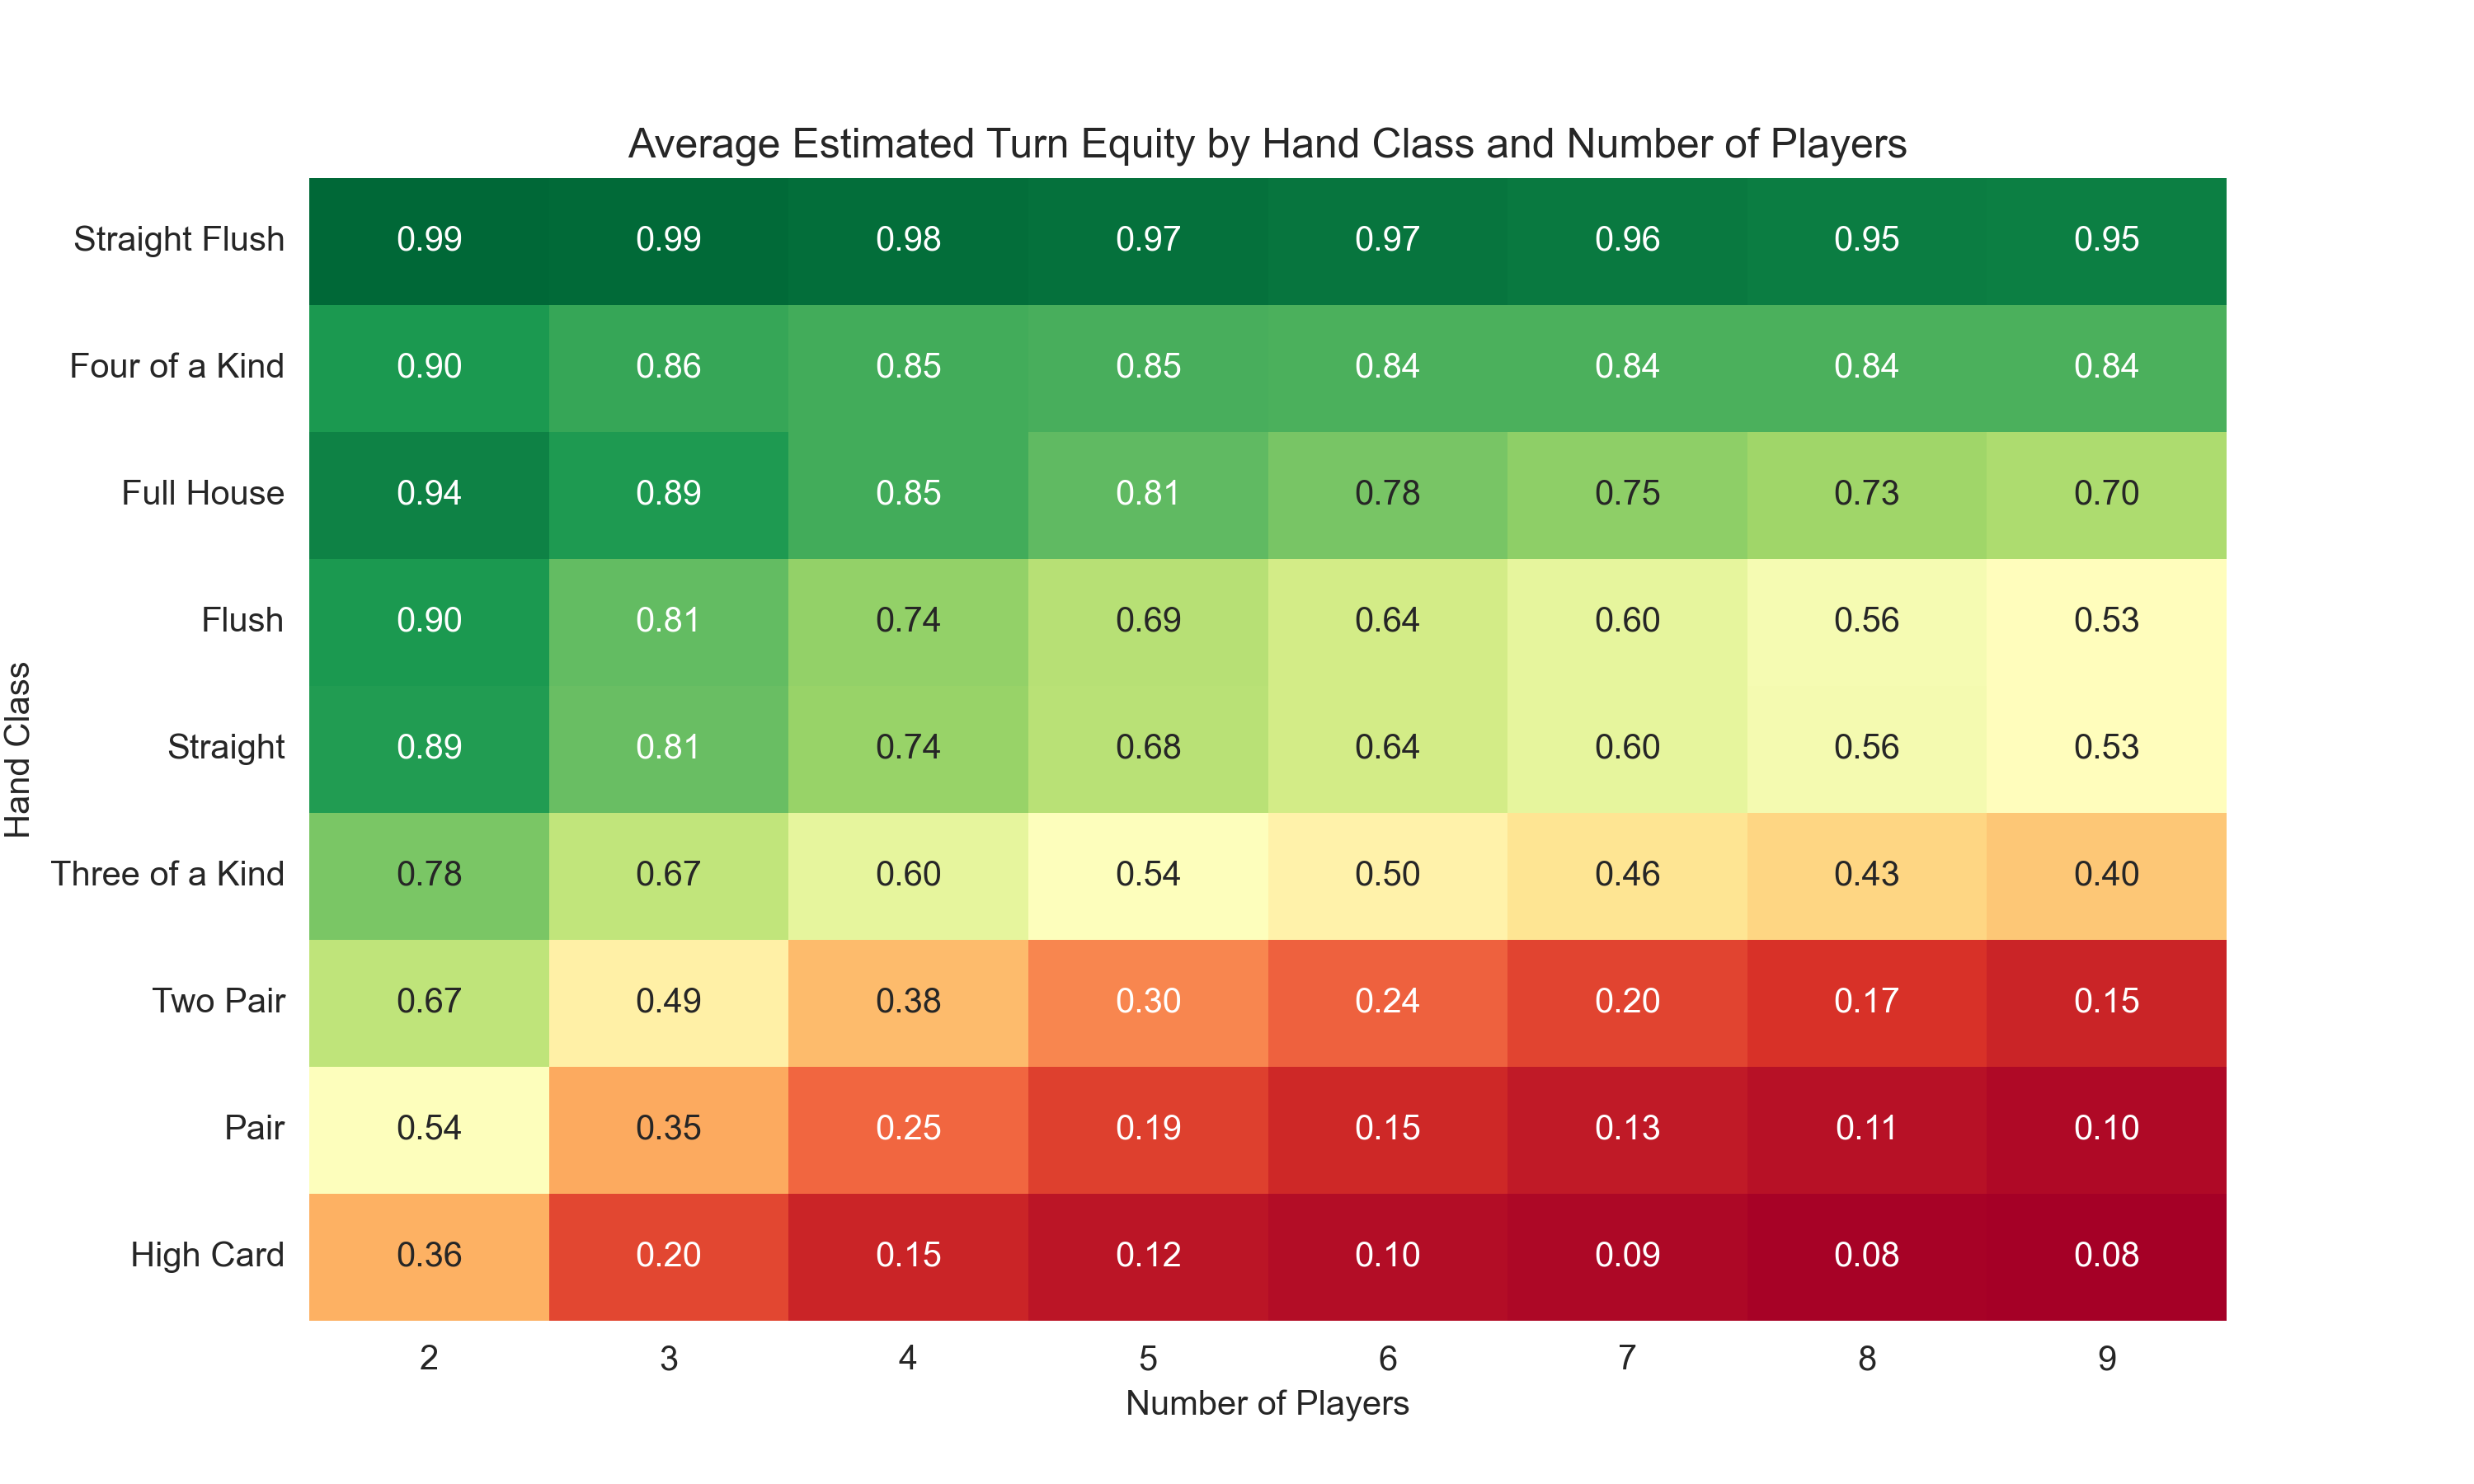 Average Estimated Turn Equity by Hand Class and Number of Players
Hand Class
Straight Flush 0.99 0.99 0.98 0.97 0.97 0.96 0.95 0.95
Four of a Kind 0.90 0.86 0.85 0.85 0.84 0.84 0.84 0.84
Full House 0.94 0.89 0.85 0.81 0.78 0.75 0.73 0.70
Flush 0.90 0.81 0.74 0.69 0.64 0.60 0.56 0.53
Straight 0.89 0.81 0.74 0.68 0.64 0.60 0.56 0.53
Three of a Kind 0.78 0.67 0.60 0.54 0.50 0.46 0.43 0.40
Two Pair 0.67 0.49 0.38 0.30 0.24 0.20 0.17 0.15
Pair 0.54 0.35 0.25 0.19 0.15 0.13 0.11 0.10
High Card 0.36 0.20 0.15 0.12 0.10 0.09 0.08 0.08
2 3 4 5 6 7 8 9
Number of Players